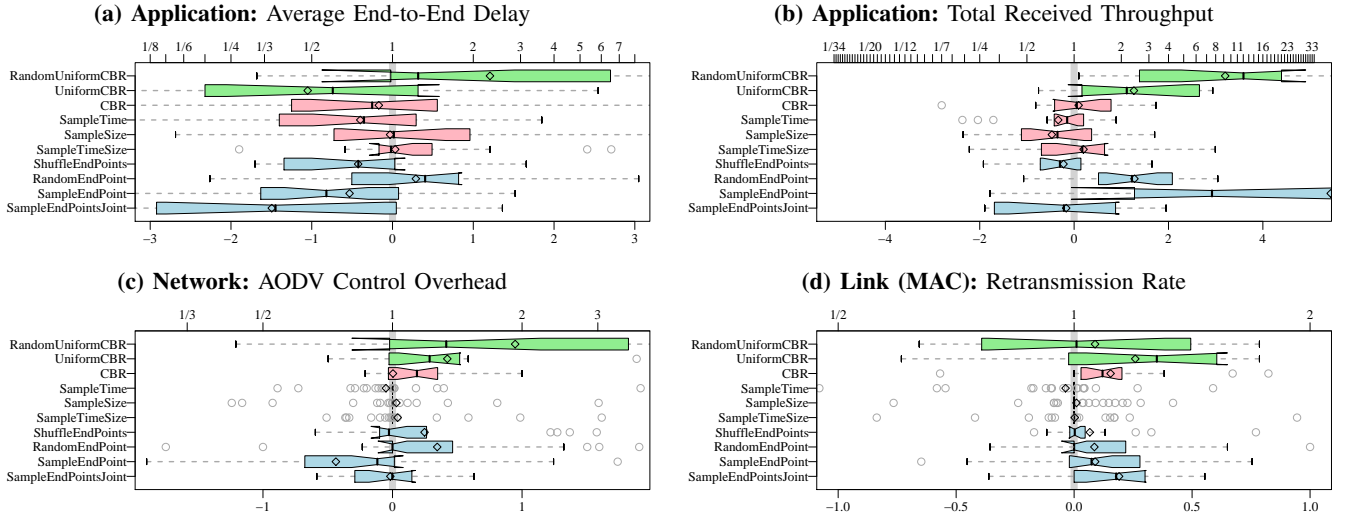 (a) Application: Average End-to-End Delay
1/8 1/6 1/4 1/3 1/2 1 2 3 4 5 6 7
RandomUniformCBR
UniformCBR
CBR
SampleTime
SampleSize
SampleTimeSize
ShuffleEndPoints
RandomEndPoint
SampleEndPoint
SampleEndPointsJoint
−3 −2 −1 0 1 2 3
(b) Application: Total Received Throughput
1/34 1/20 1/12 1/7 1/4 1/2 1 2 3 4 6 8 11 16 23 33
RandomUniformCBR
UniformCBR
CBR
SampleTime
SampleSize
SampleTimeSize
ShuffleEndPoints
RandomEndPoint
SampleEndPoint
SampleEndPointsJoint
−4 −2 0 2 4
(c) Network: AODV Control Overhead
1/3 1/2 1 2 3
RandomUniformCBR
UniformCBR
CBR
SampleTime
SampleSize
SampleTimeSize
ShuffleEndPoints
RandomEndPoint
SampleEndPoint
SampleEndPointsJoint
−1 0 1
(d) Link (MAC): Retransmission Rate
1/2 1 2
RandomUniformCBR
UniformCBR
CBR
SampleTime
SampleSize
SampleTimeSize
ShuffleEndPoints
RandomEndPoint
SampleEndPoint
SampleEndPointsJoint
−1.0 −0.5 0.0 0.5 1.0